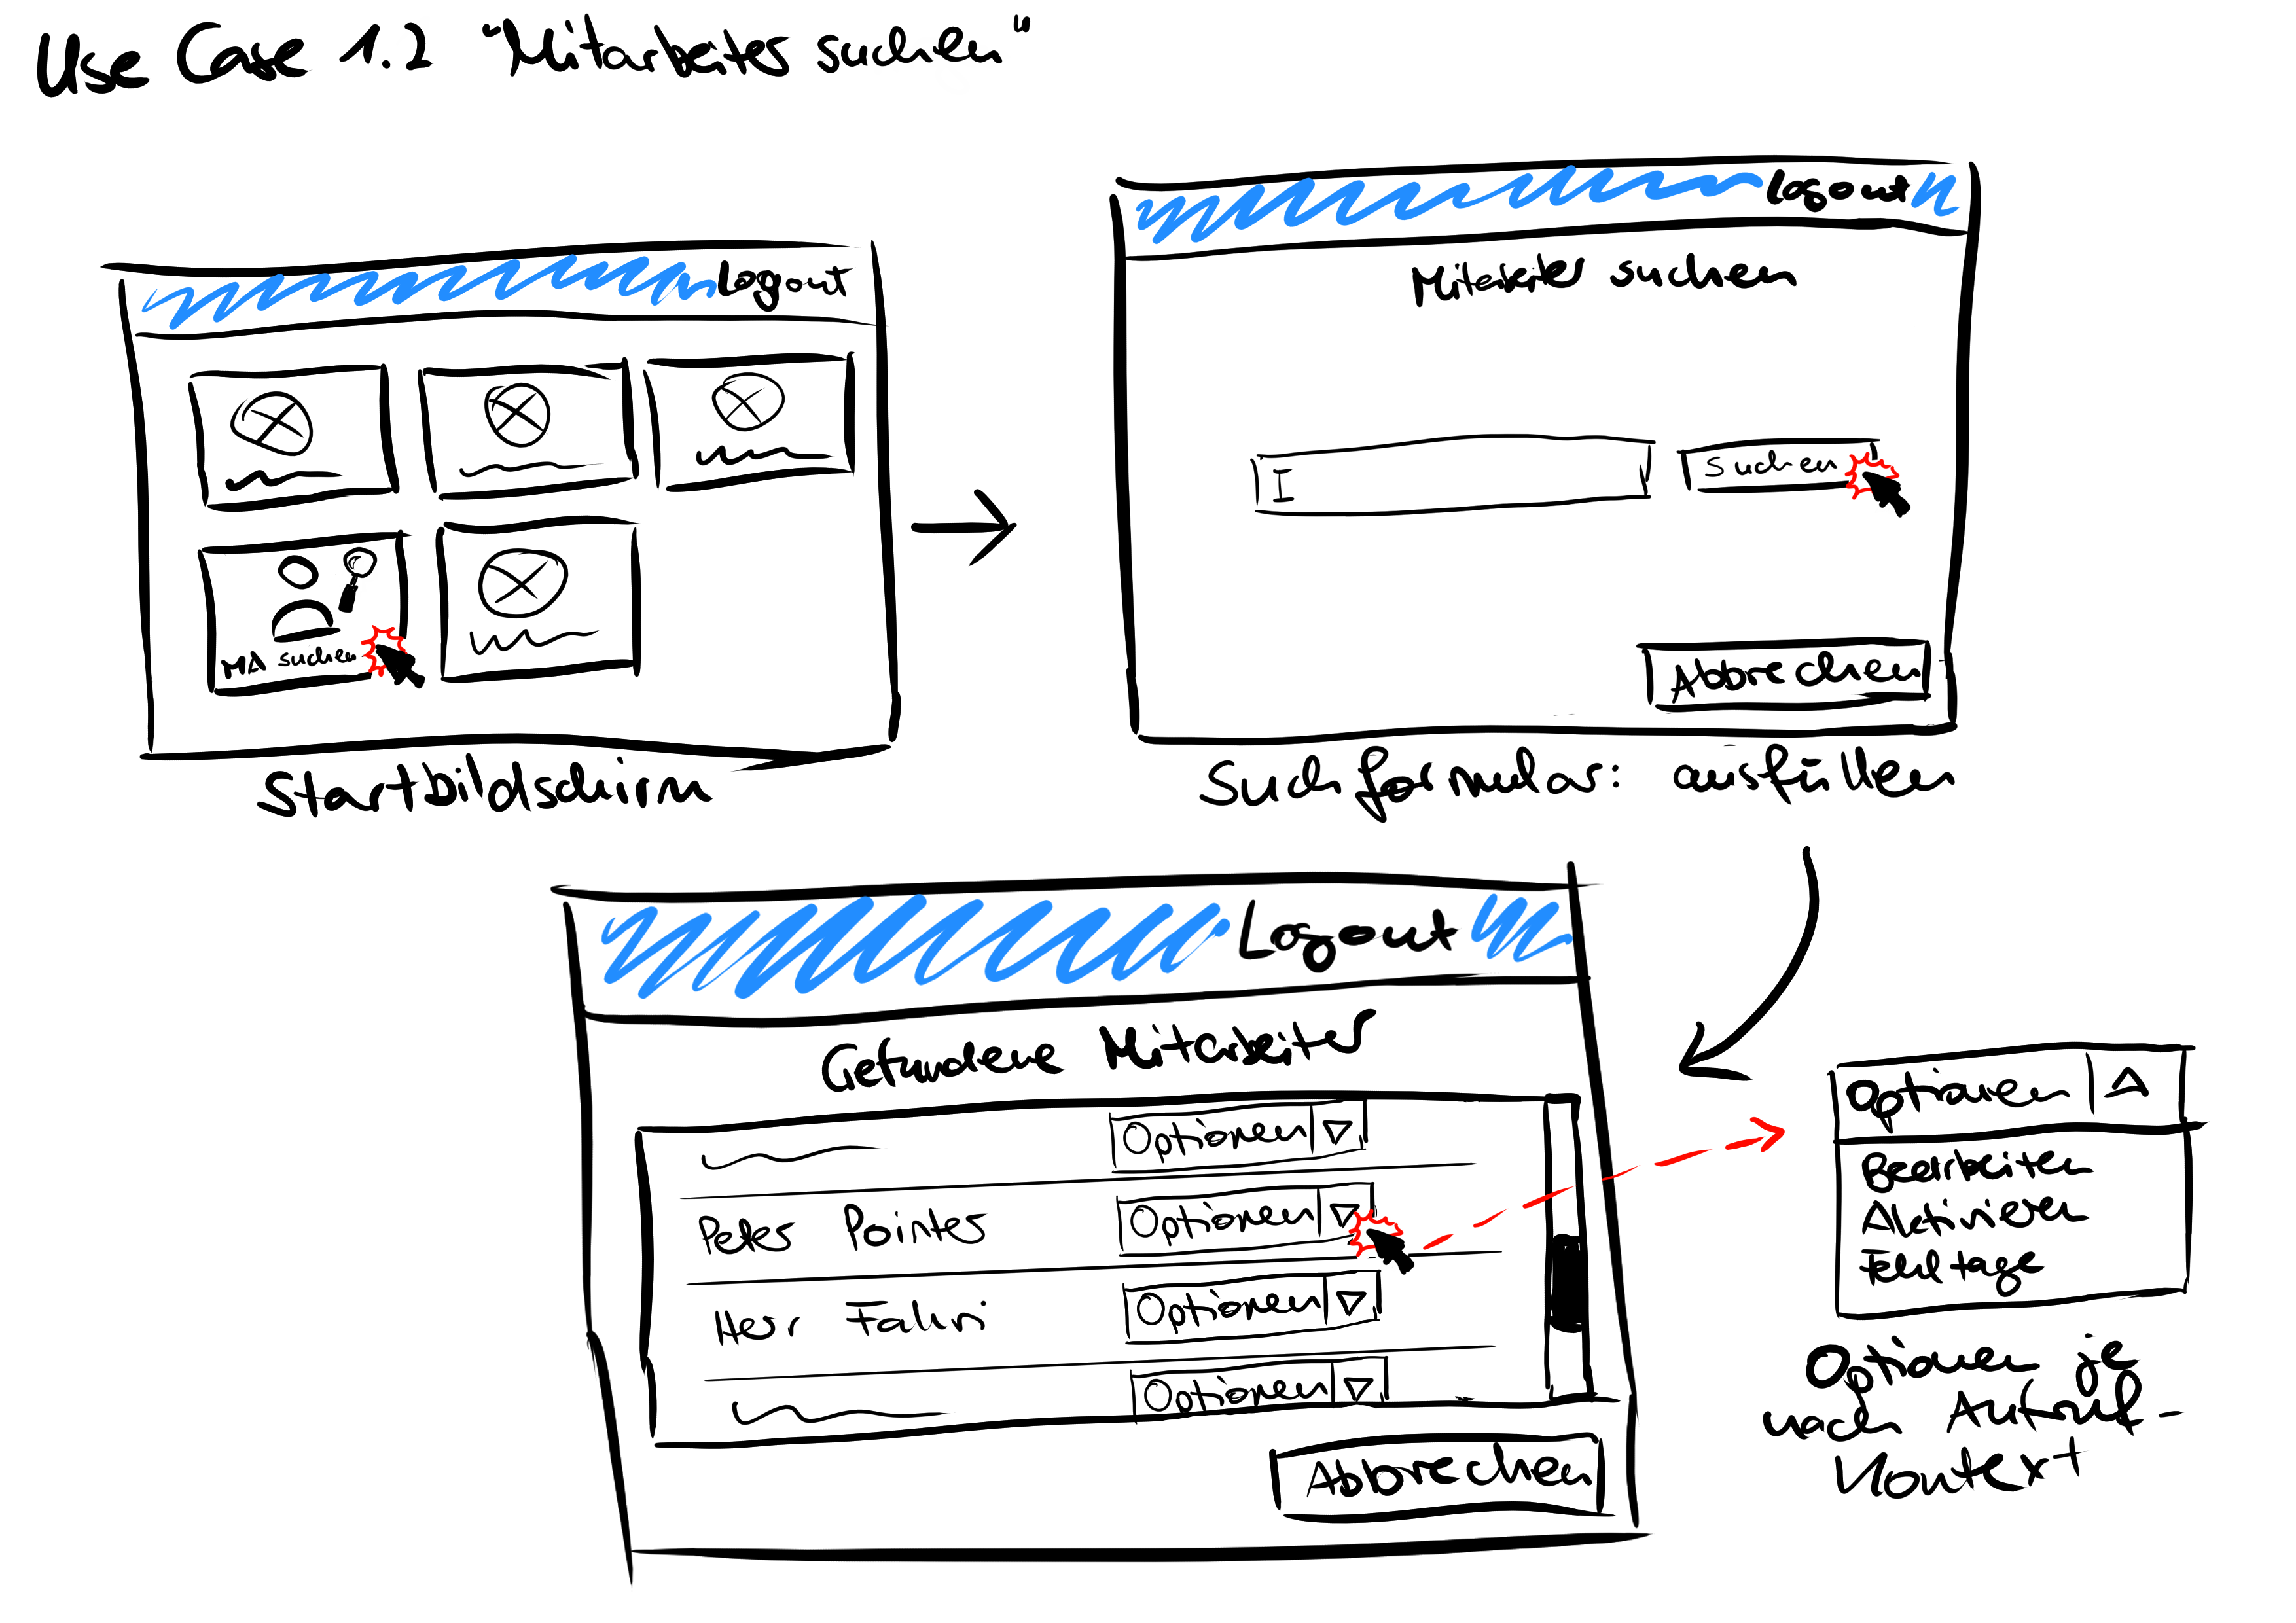 Use Case 1.2 "Mitarbeiter suchen"
Logout
MA suchen
Startbildschirm
Logout
Mitarbeiter suchen
Suchen
Abbrechen
Suchformular: ausfüllen
Logout
Gefundene Mitarbeiter
Optionen
Peter Pointer Optionen
Herr Fahri Optionen
Optionen
Abbrechen
Optionen
Bearbeiten
Aktivieren
Fehltage
Optionen je
nach Aufruf-
Kontext